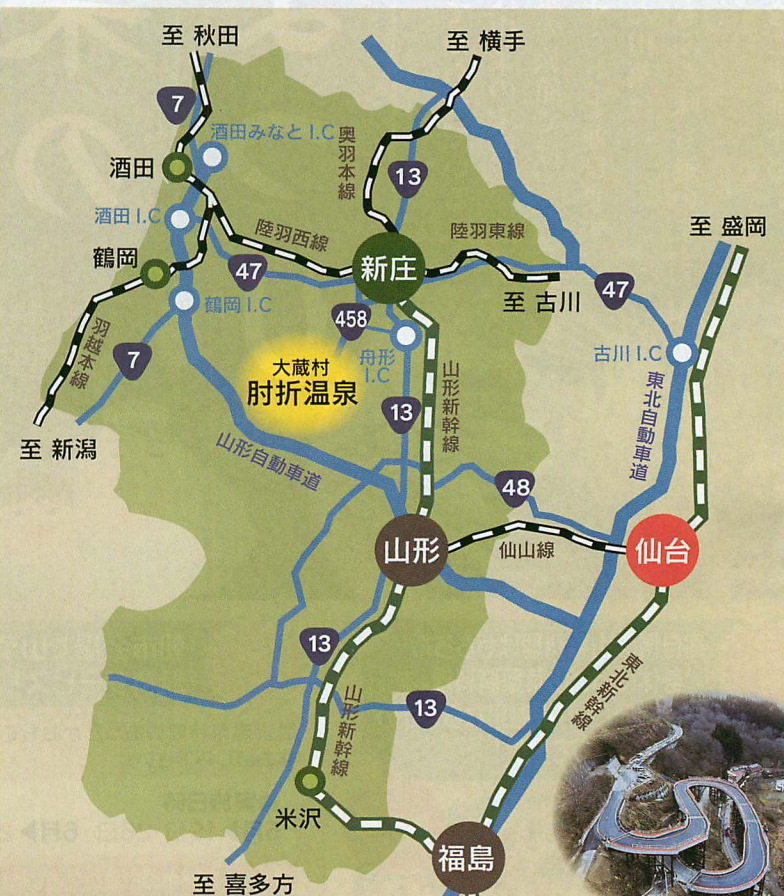 至 秋田
至 横手
7
酒田みなと I.C
奥羽本線
酒田
13
酒田 I.C
陸羽西線
陸羽東線
至 盛岡
鶴岡
47
新庄
至 古川
47
鶴岡 I.C
458
羽越本線
7
舟形
I.C
古川 I.C
大蔵村
肘折温泉
山形新幹線
13
東北自動車道
至 新潟
山形自動車道
48
山形
仙山線
仙台
13
東北新幹線
山形新幹線
13
米沢
福島
至 喜多方